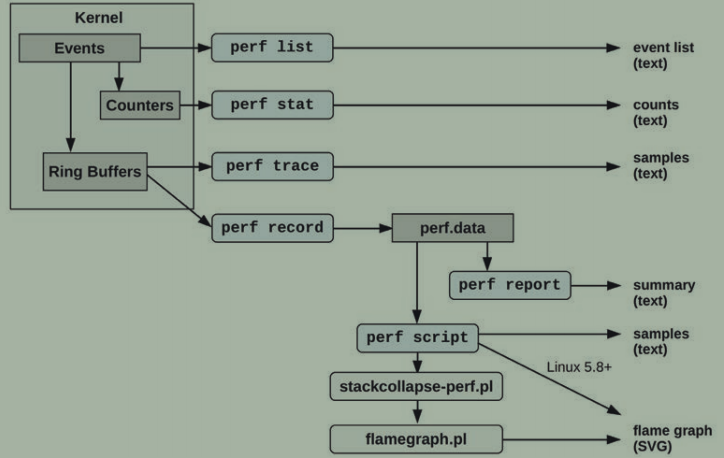 Kernel
Events
perf list
event list
(text)
Counters
perf stat
counts
(text)
Ring Buffers
perf trace
samples
(text)
perf record
perf.data
perf report
summary
(text)
perf script
samples
(text)
Linux 5.8+
stackcollapse-perf.pl
flamegraph.pl
flame graph
(SVG)